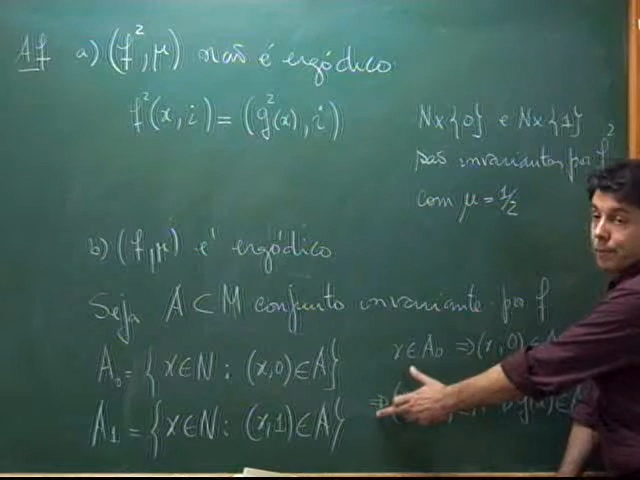 Af a) (f², μ) não é ergódico
f²(x, i) = (g²(x), i)
N×{0} e N×{1}
são invariantes por f²
com μ = 1/2
b) (f, μ) é ergódico
Seja A ⊂ M conjunto invariante por f
A₀ = { x ∈ N : (x,0) ∈ A}
x ∈ A₀ ⇒ (x,0) ∈ A
A₁ = { x ∈ N : (x,1) ∈ A}
⇒ g(x) ∈ A